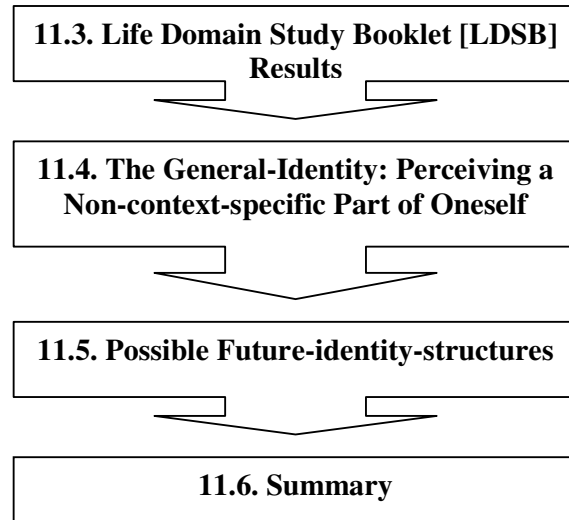 11.3. Life Domain Study Booklet [LDSB]
Results
11.4. The General-Identity: Perceiving a
Non-context-specific Part of Oneself
11.5. Possible Future-identity-structures
11.6. Summary